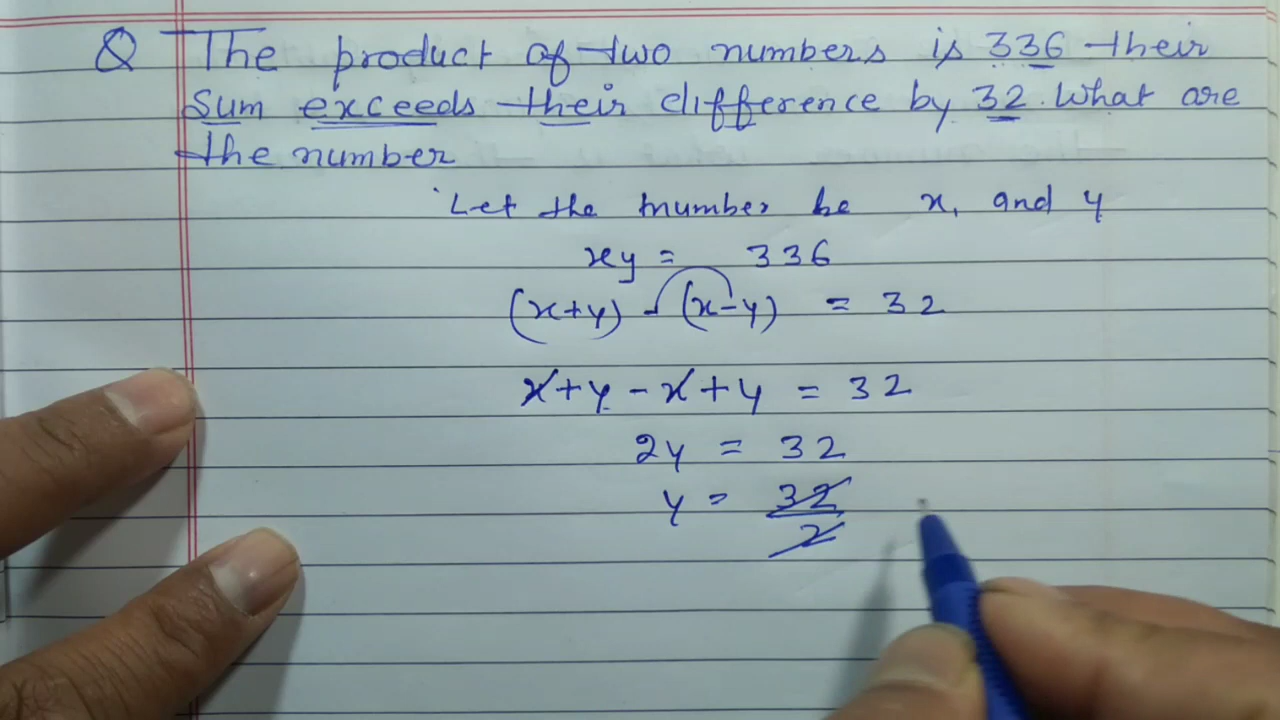 Q The product of two numbers is 336 their
sum exceeds their difference by 32. What are
the number
Let the number be x, and y
xy = 336
(x+y) - (x-y) = 32
x+y-x+y = 32
2y = 32
y = 32
2